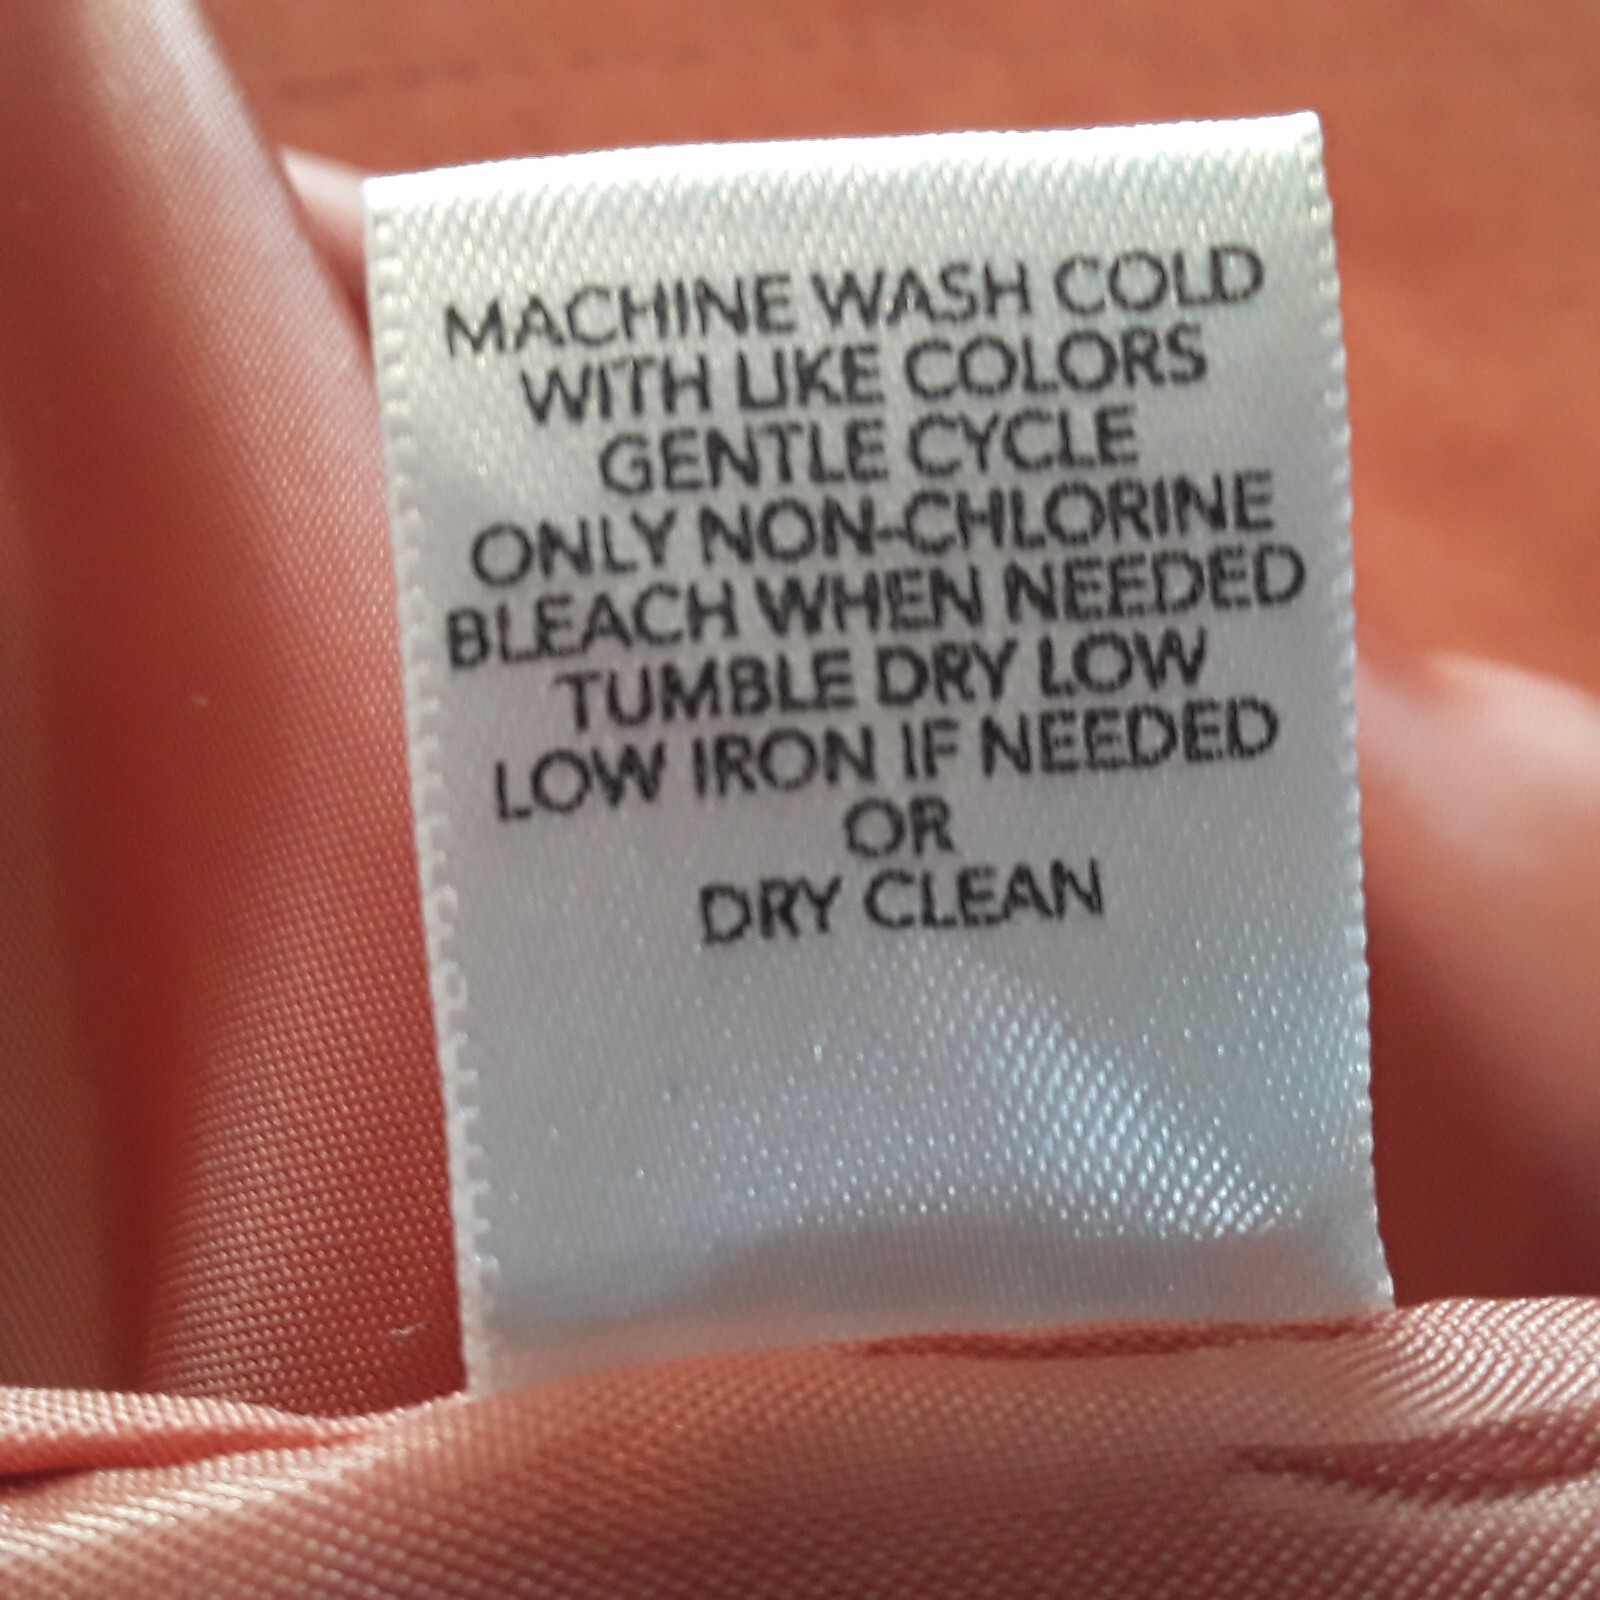 MACHINE WASH COLD
WITH LIKE COLORS
GENTLE CYCLE
ONLY NON-CHLORINE
BLEACH WHEN NEEDED
TUMBLE DRY LOW
LOW IRON IF NEEDED
OR
DRY CLEAN